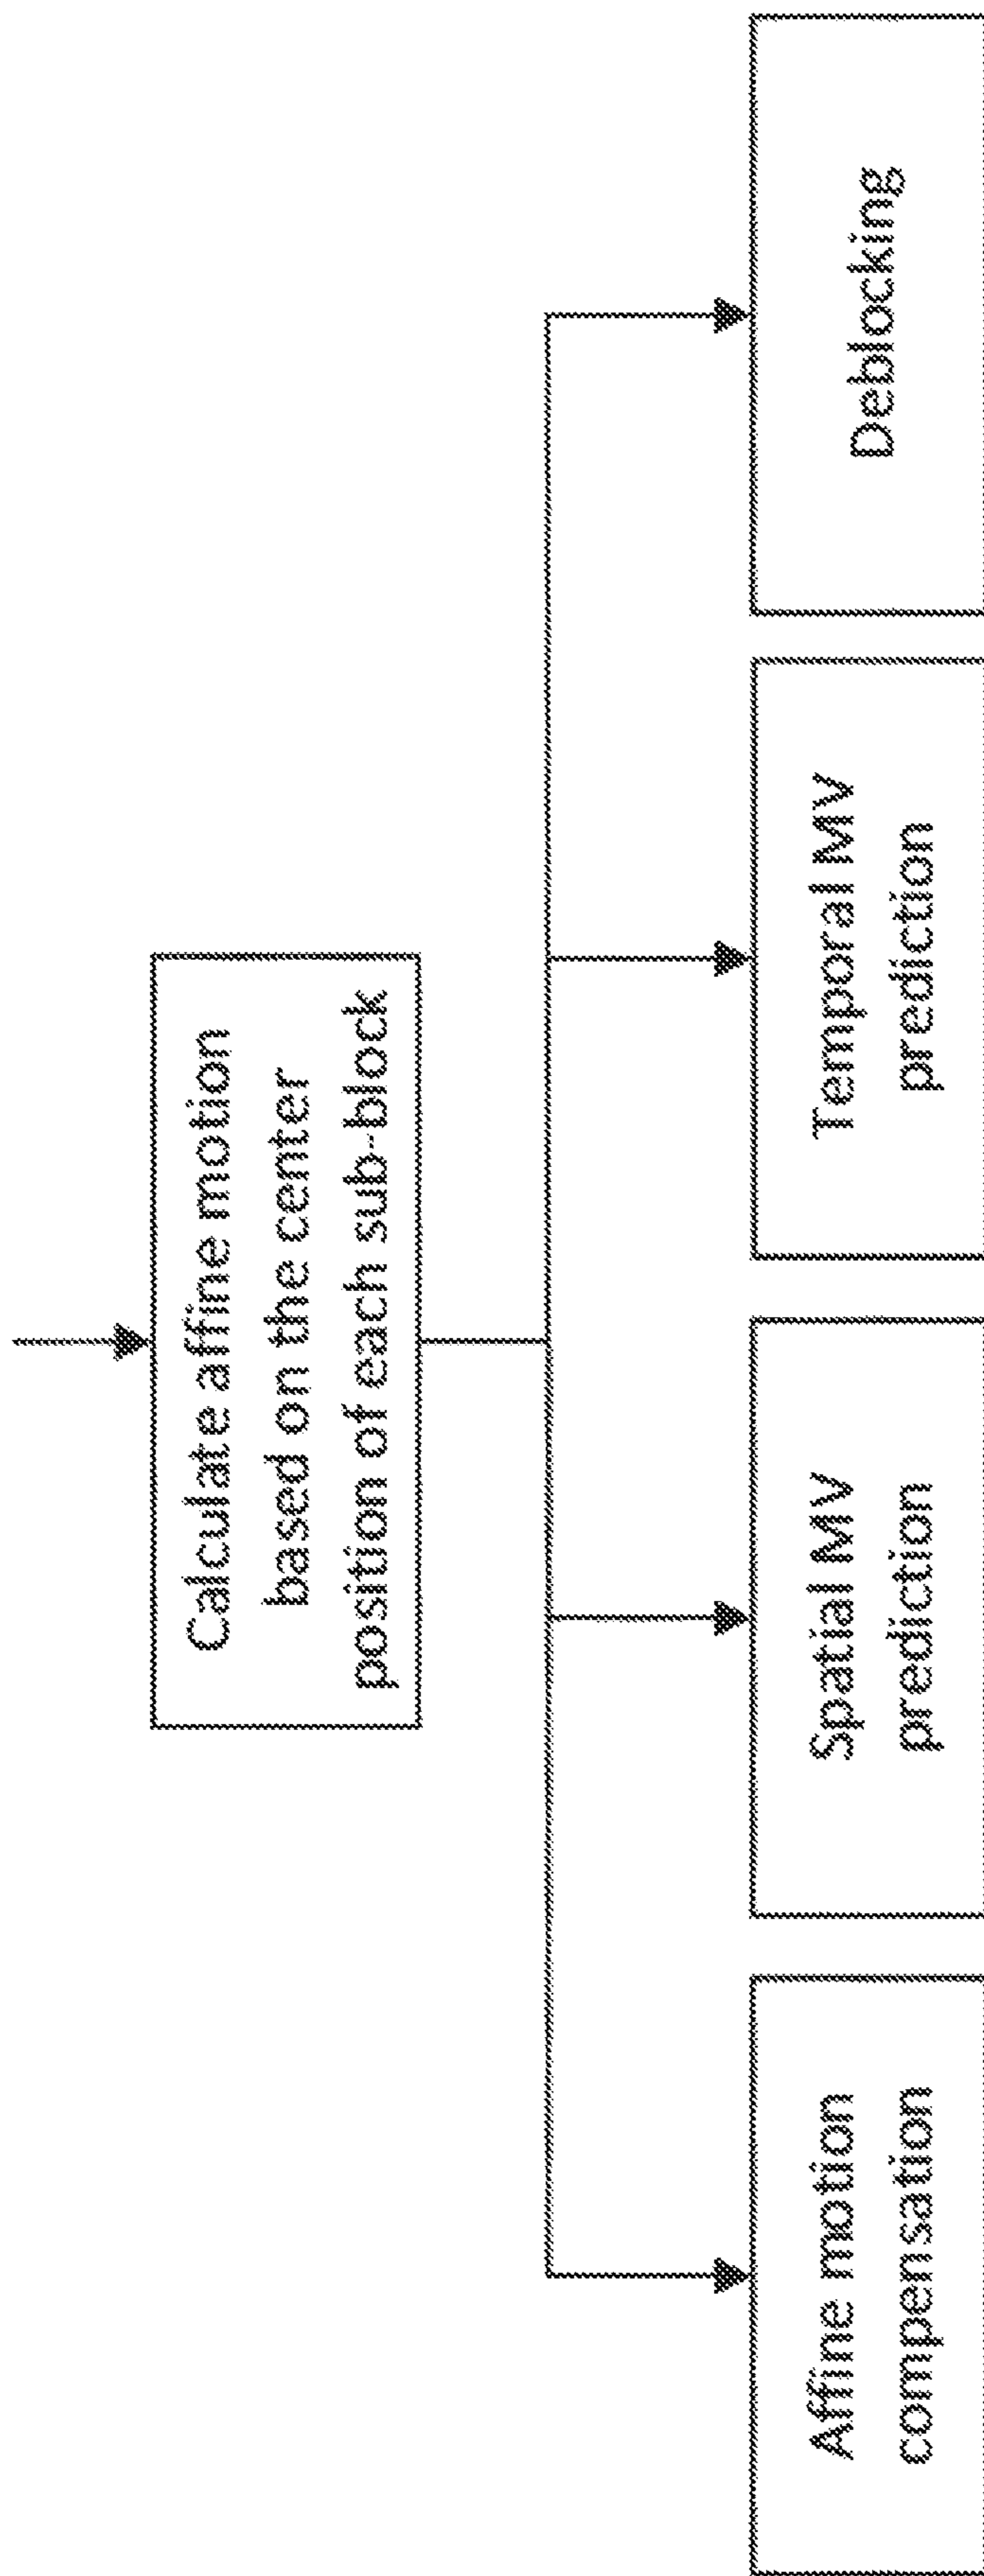 Calculate affine motion
based on the center
position of each sub-block
Affine motion
compensation
Spatial MV
prediction
Temporal MV
prediction
Deblocking